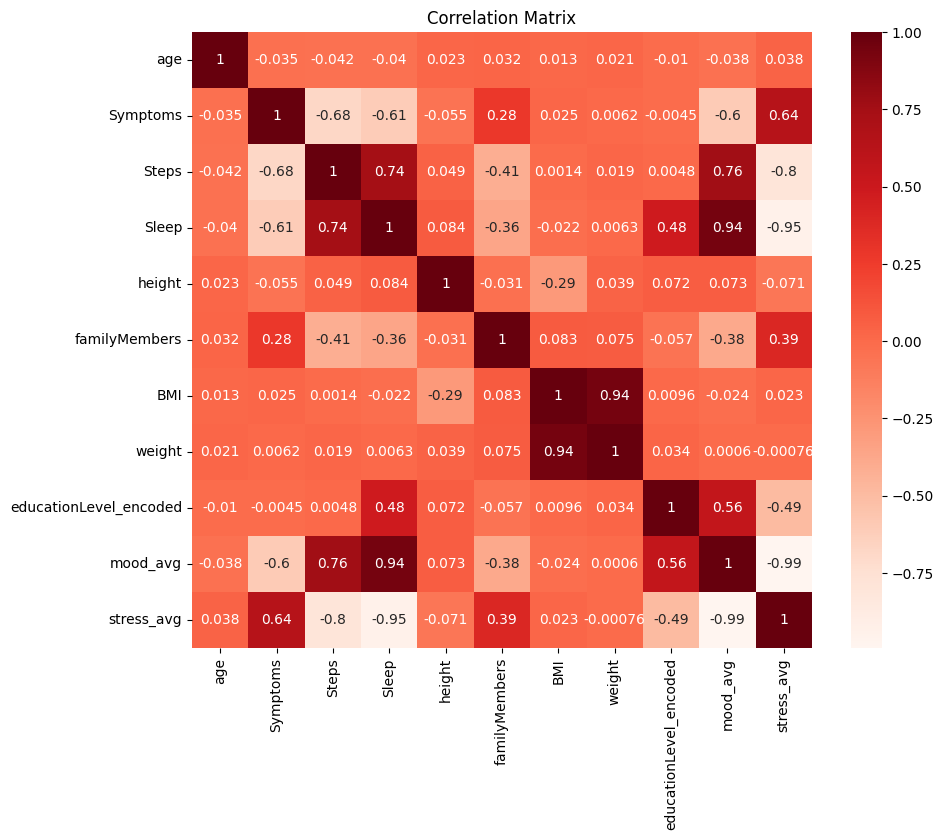 Correlation Matrix
age 1 -0.035 -0.042 -0.04 0.023 0.032 0.013 0.021 -0.01 -0.038 0.038
Symptoms -0.035 1 -0.68 -0.61 -0.055 0.28 0.025 0.0062 -0.0045 -0.6 0.64
Steps -0.042 -0.68 1 0.74 0.049 -0.41 0.0014 0.019 0.0048 0.76 -0.8
Sleep -0.04 -0.61 0.74 1 0.084 -0.36 -0.022 0.0063 0.48 0.94 -0.95
height 0.023 -0.055 0.049 0.084 1 -0.031 -0.29 0.039 0.072 0.073 -0.071
familyMembers 0.032 0.28 -0.41 -0.36 -0.031 1 0.083 0.075 -0.057 -0.38 0.39
BMI 0.013 0.025 0.0014 -0.022 -0.29 0.083 1 0.94 0.0096 -0.024 0.023
weight 0.021 0.0062 0.019 0.0063 0.039 0.075 0.94 1 0.034 0.0006 -0.00076
educationLevel_encoded -0.01 -0.0045 0.0048 0.48 0.072 -0.057 0.0096 0.034 1 0.56 -0.49
mood_avg -0.038 -0.6 0.76 0.94 0.073 -0.38 -0.024 0.0006 0.56 1 -0.99
stress_avg 0.038 0.64 -0.8 -0.95 -0.071 0.39 0.023 -0.00076 -0.49 -0.99 1
age Symptoms Steps Sleep height familyMembers BMI weight educationLevel_encoded mood_avg stress_avg
1.00
0.75
0.50
0.25
0.00
-0.25
-0.50
-0.75